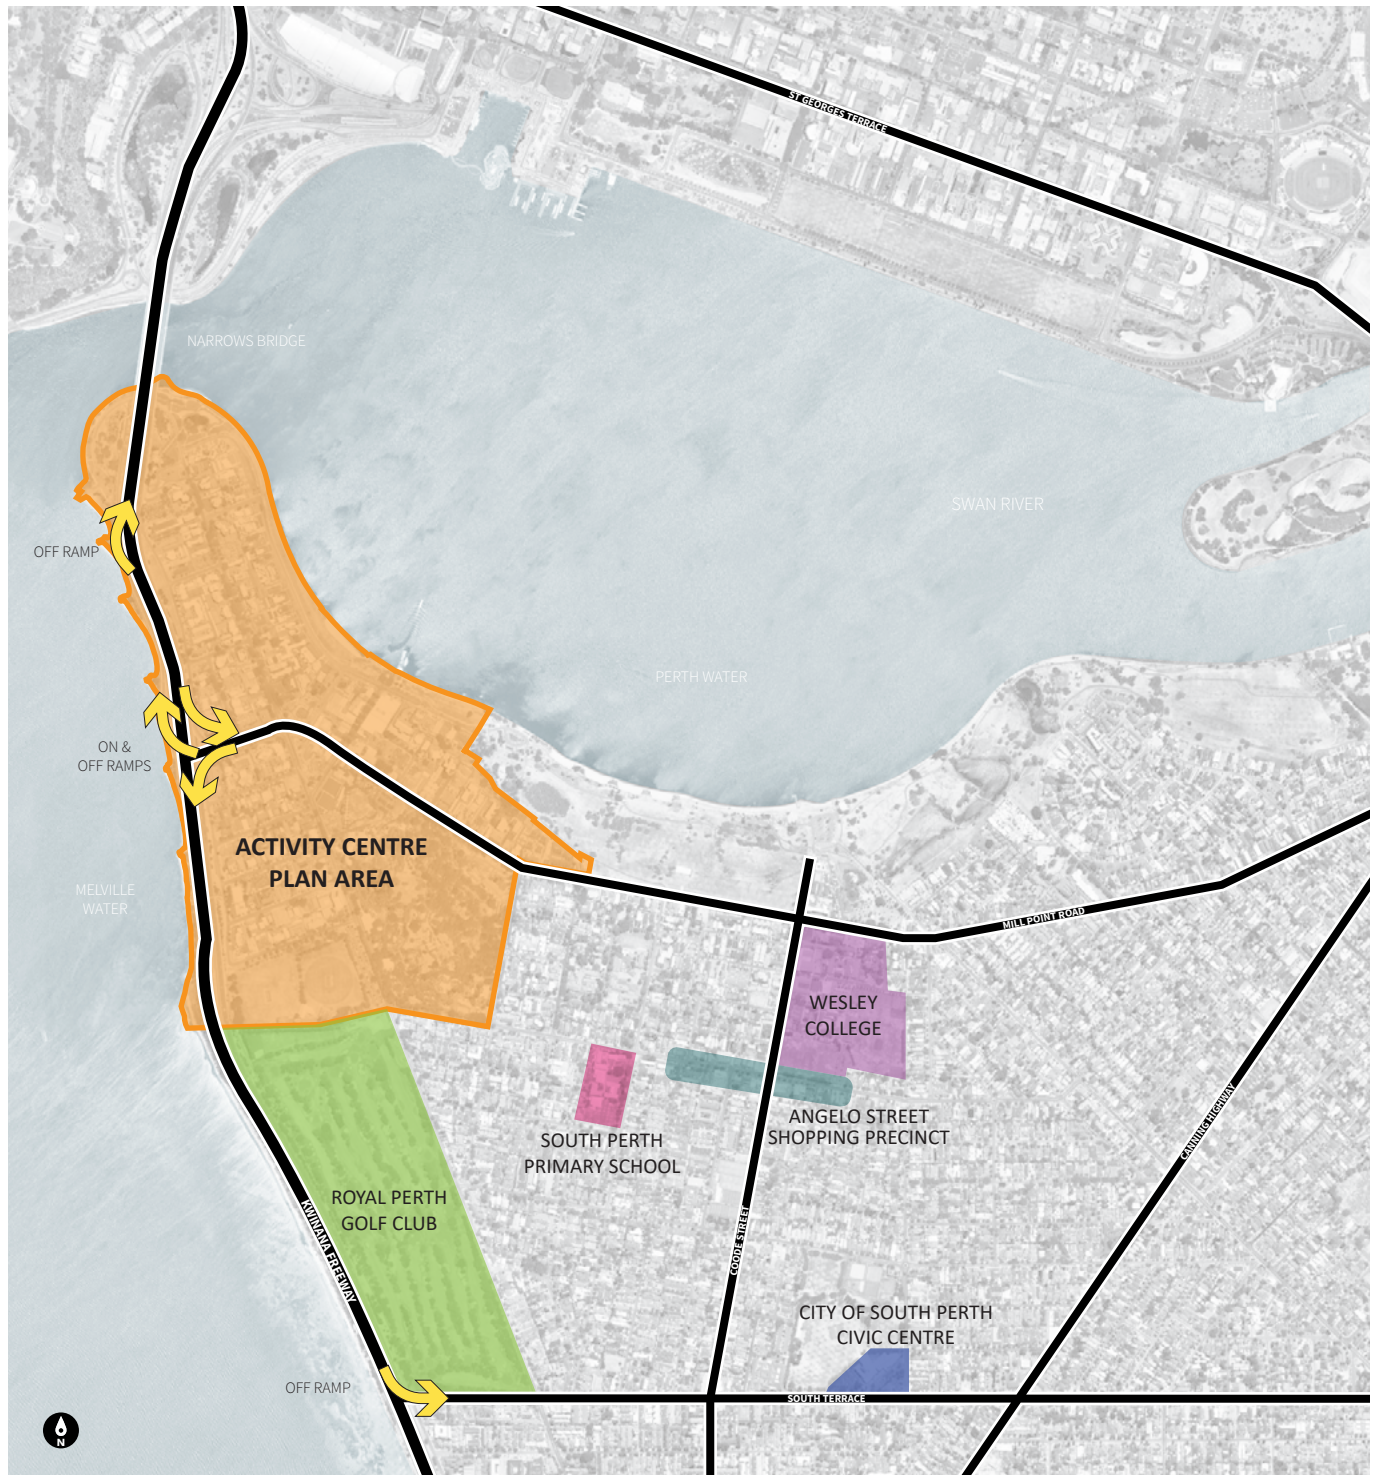 ST GEORGES TERRACE
NARROWS BRIDGE
SWAN RIVER
OFF RAMP
PERTH WATER
ON &
OFF RAMPS
ACTIVITY CENTRE
PLAN AREA
MELVILLE
WATER
MILL POINT ROAD
WESLEY
COLLEGE
ANGELO STREET
SHOPPING PRECINCT
SOUTH PERTH
PRIMARY SCHOOL
CANNING HIGHWAY
ROYAL PERTH
GOLF CLUB
KWINANA FREEWAY
COODE STREET
CITY OF SOUTH PERTH
CIVIC CENTRE
OFF RAMP
SOUTH TERRACE
N